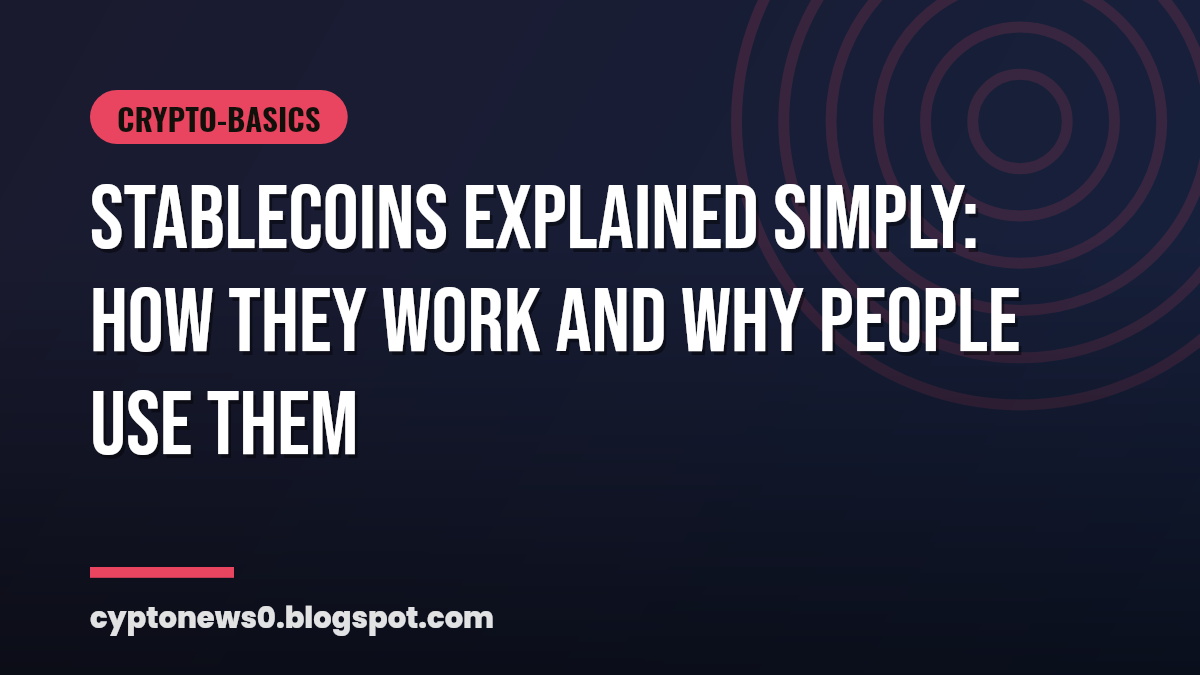 CRYPTO-BASICS
STABLECOINS EXPLAINED SIMPLY:
HOW THEY WORK AND WHY PEOPLE
USE THEM
cyptonews0.blogspot.com